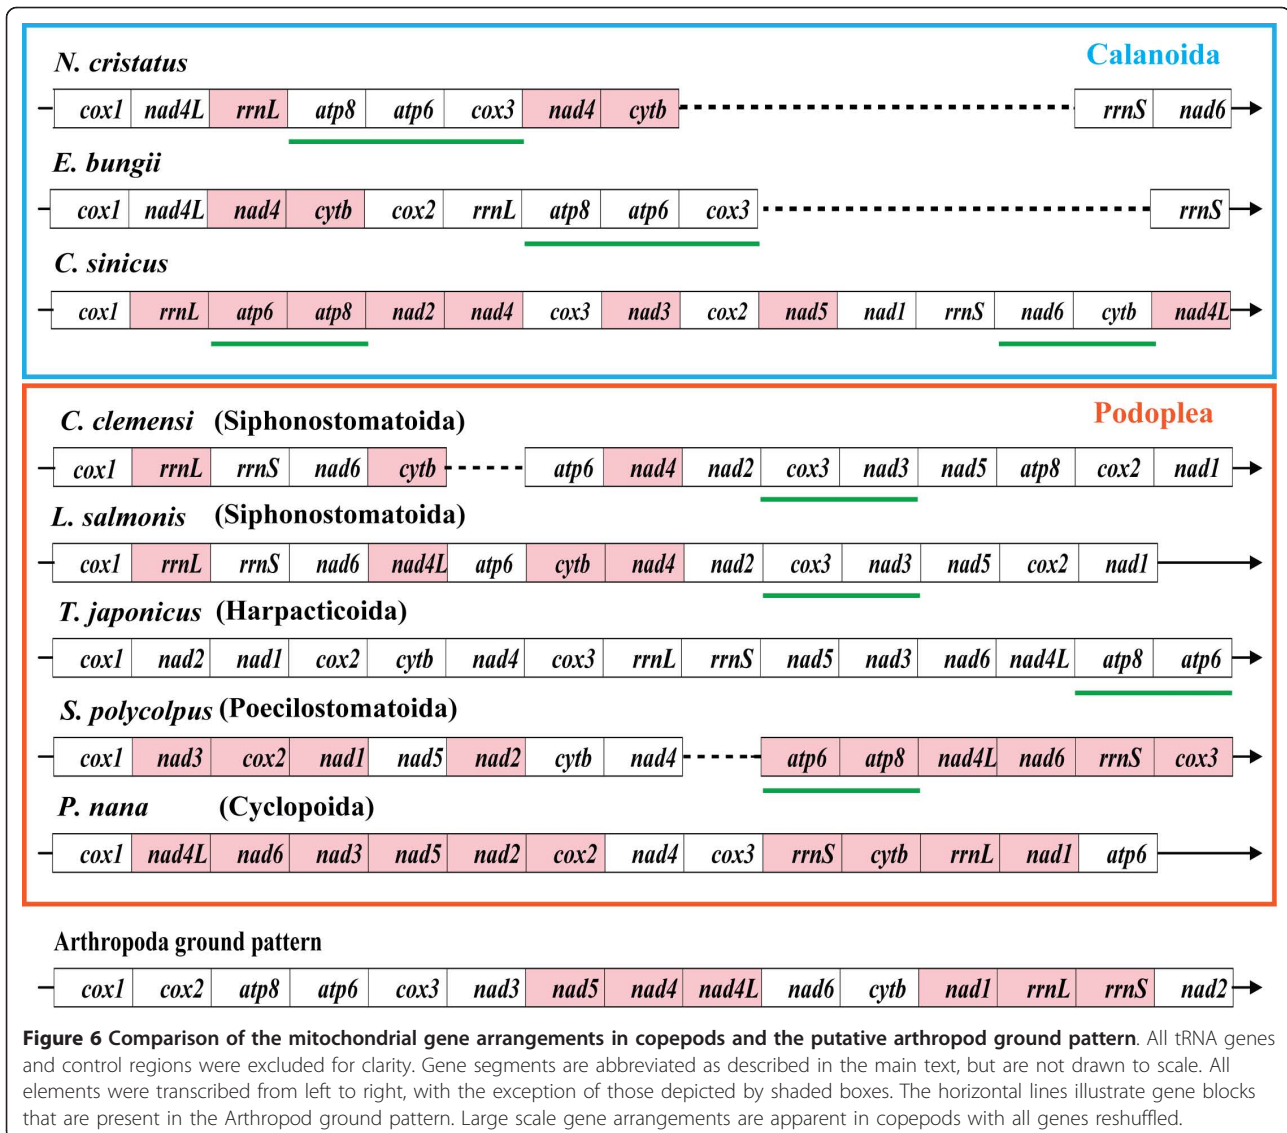 Calanoida
N. cristatus
cox1 nad4L rrnL atp8 atp6 cox3 nad4 cytb rrnS nad6
E. bungii
cox1 nad4L nad4 cytb cox2 rrnL atp8 atp6 cox3 rrnS
C. sinicus
cox1 rrnL atp6 atp8 nad2 nad4 cox3 nad3 cox2 nad5 nad1 rrnS nad6 cytb nad4L
Podoplea
C. clemensi (Siphonostomatoida)
cox1 rrnL rrnS nad6 cytb atp6 nad4 nad2 cox3 nad3 nad5 atp8 cox2 nad1
L. salmonis (Siphonostomatoida)
cox1 rrnL rrnS nad6 nad4L atp6 cytb nad4 nad2 cox3 nad3 nad5 cox2 nad1
T. japonicus (Harpacticoida)
cox1 nad2 nad1 cox2 cytb nad4 cox3 rrnL rrnS nad5 nad3 nad6 nad4L atp8 atp6
S. polycolpus (Poecilostomatoida)
cox1 nad3 cox2 nad1 nad5 nad2 cytb nad4 atp6 atp8 nad4L nad6 rrnS cox3
P. nana (Cyclopoida)
cox1 nad4L nad6 nad3 nad5 nad2 cox2 nad4 cox3 rrnS cytb rrnL nad1 atp6
Arthropoda ground pattern
cox1 cox2 atp8 atp6 cox3 nad3 nad5 nad4 nad4L nad6 cytb nad1 rrnL rrnS nad2
Figure 6 Comparison of the mitochondrial gene arrangements in copepods and the putative arthropod ground pattern. All tRNA genes
and control regions were excluded for clarity. Gene segments are abbreviated as described in the main text, but are not drawn to scale. All
elements were transcribed from left to right, with the exception of those depicted by shaded boxes. The horizontal lines illustrate gene blocks
that are present in the Arthropod ground pattern. Large scale gene arrangements are apparent in copepods with all genes reshuffled.